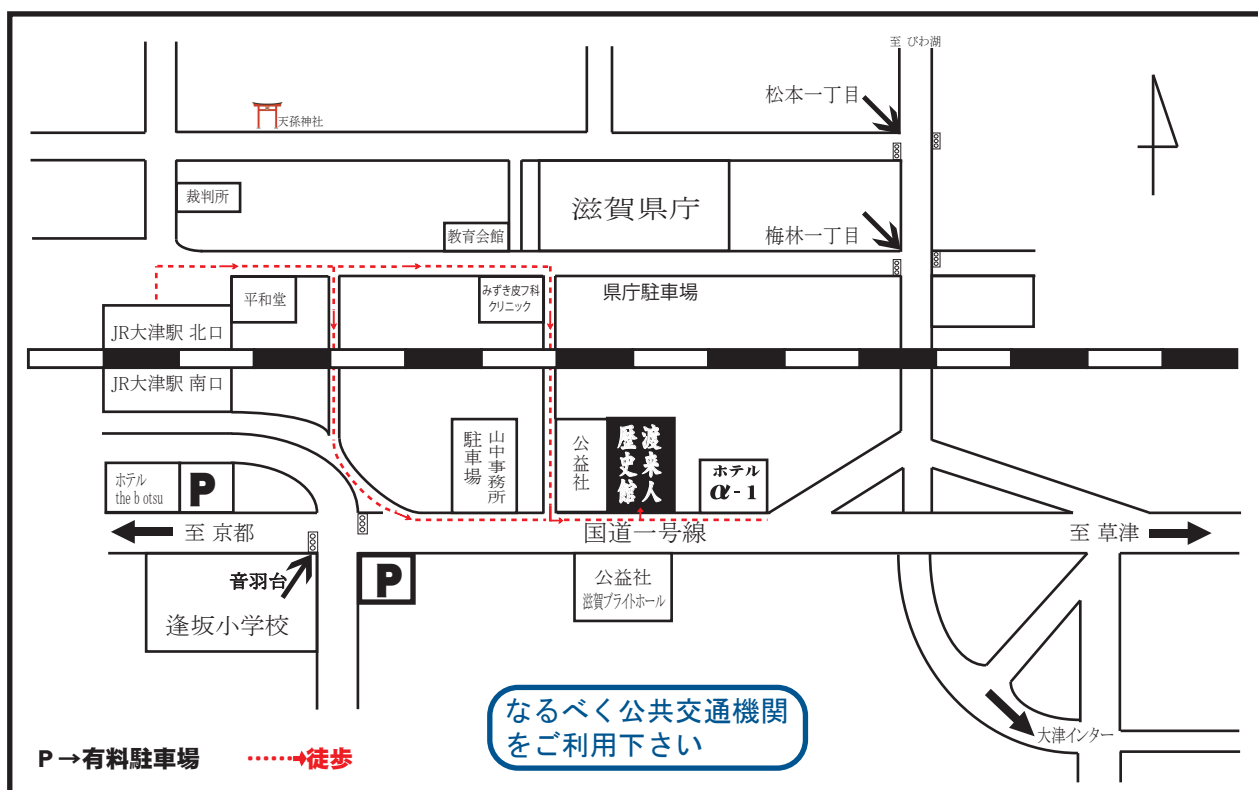 至 びわ湖
松本一丁目
天孫神社
裁判所
滋賀県庁
教育会館
梅林一丁目
平和堂
みずき皮フ科
クリニック
県庁駐車場
JR大津駅 北口
JR大津駅 南口
山中事務所
駐車場
公益社
渡来人
歴史館
ホテル
α-1
ホテル
the b otsu
P
至 京都
国道一号線
至 草津
音羽台
P
公益社
滋賀ブライトホール
逢坂小学校
なるべく公共交通機関
をご利用下さい
大津インター
P→有料駐車場
徒歩